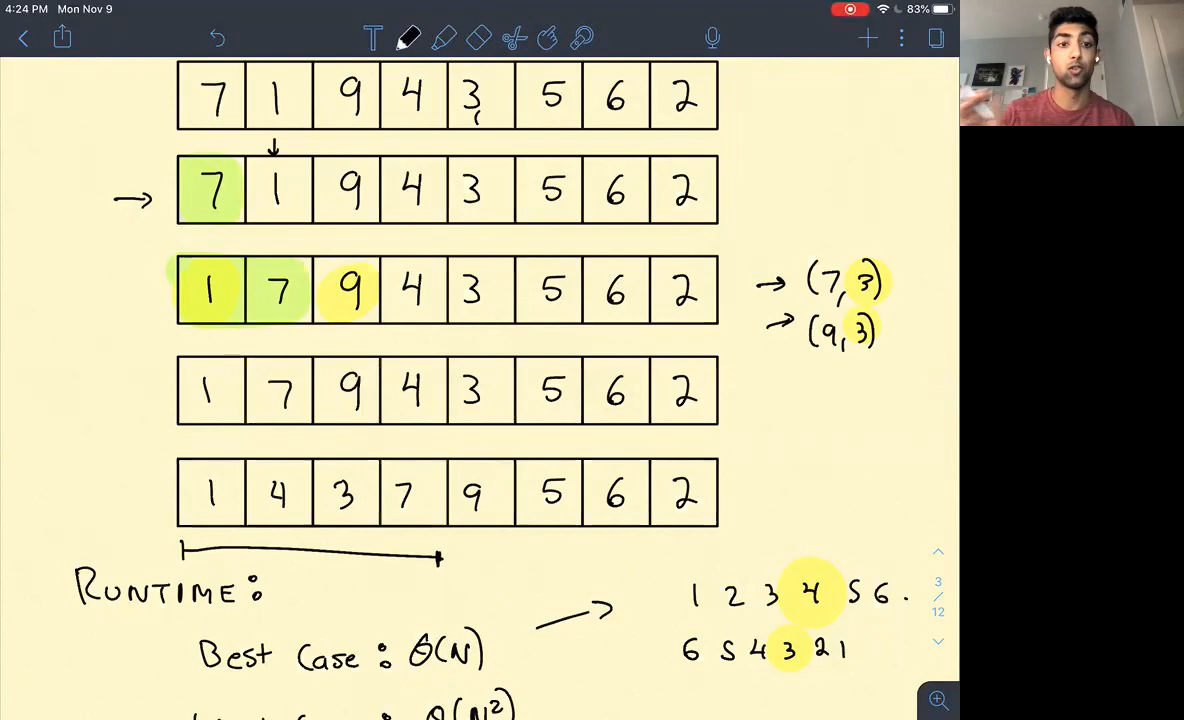 4:24 PM Mon Nov 9
83%
7 1 9 4 3 5 6 2
7 1 9 4 3 5 6 2
1 7 9 4 3 5 6 2
(7, 3)
(9, 3)
1 7 9 4 3 5 6 2
1 4 3 7 9 5 6 2
RUNTIME:
1 2 3 4 5 6 .
Best Case: Θ(N)
6 5 4 3 2 1
Θ(N²)
3
/
12